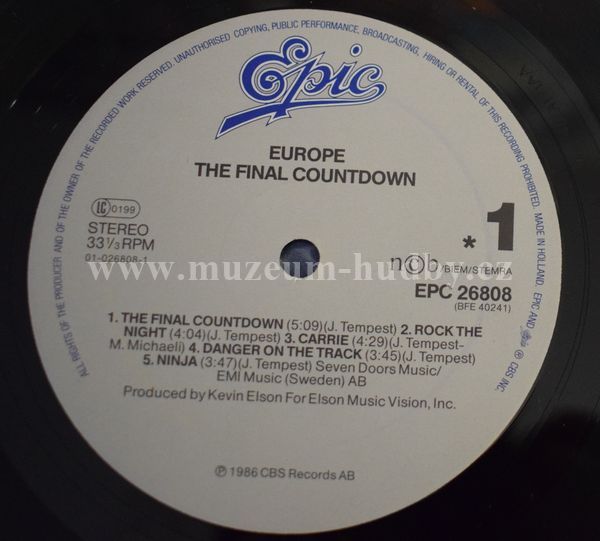 ALL RIGHTS OF THE PRODUCER AND OF THE OWNER OF THE RECORDED WORK RESERVED UNAUTHORISED COPYING, PUBLIC PERFORMANCE, BROADCASTING, HIRING OR RENTAL OF THIS RECORDING PROHIBITED. MADE IN HOLLAND. EPIC AND Epic ® CBS INC.
Epic
EUROPE
THE FINAL COUNTDOWN
LC 0199
STEREO
33 1/3 RPM
01-026808-1
* 1
n©b/BIEM/STEMRA
EPC 26808
(BFE 40241)
www.muzeum-hudby.cz
1. THE FINAL COUNTDOWN (5:09)(J. Tempest) 2. ROCK THE
NIGHT (4:04)(J. Tempest) 3. CARRIE (4:29)(J. Tempest-
M. Michaeli) 4. DANGER ON THE TRACK (3:45)(J. Tempest)
5. NINJA (3:47)(J. Tempest) Seven Doors Music/
EMI Music (Sweden) AB
Produced by Kevin Elson For Elson Music Vision, Inc.
℗ 1986 CBS Records AB